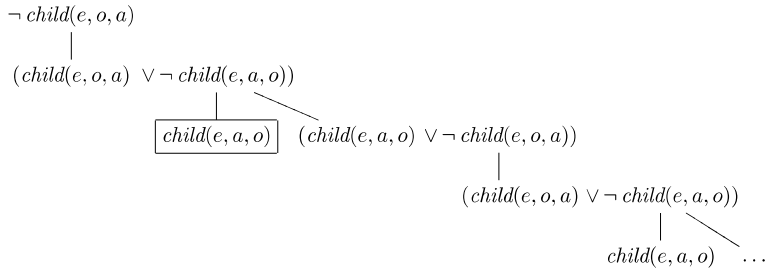 ¬ child(e, o, a)
(child(e, o, a) ∨ ¬ child(e, a, o))
child(e, a, o) (child(e, a, o) ∨ ¬ child(e, o, a))
(child(e, o, a) ∨ ¬ child(e, a, o))
child(e, a, o) ...